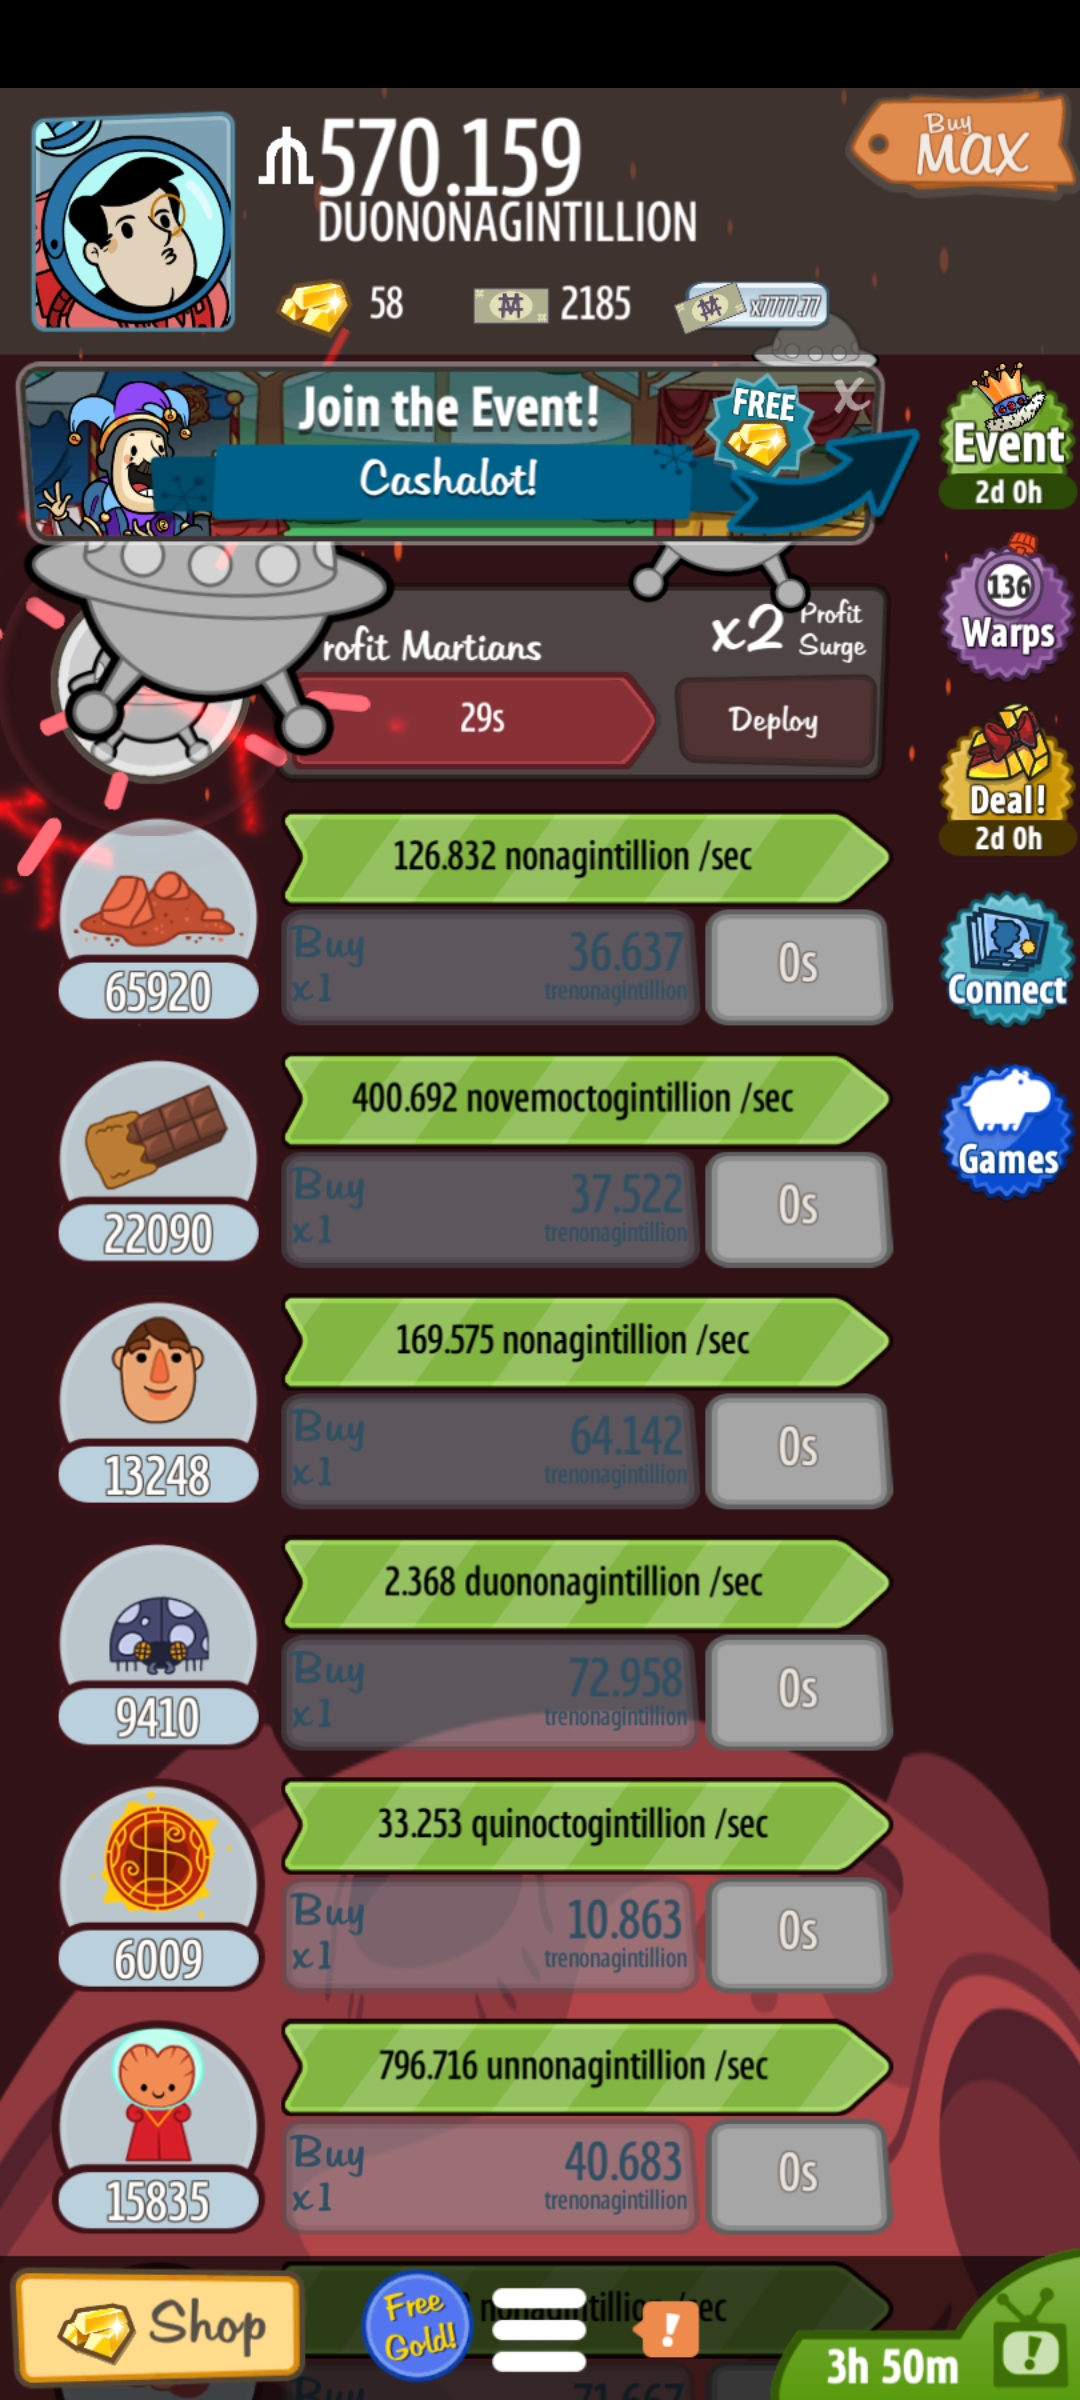 570.159
Buy
MAX
DUONONAGINTILLION
58
2185
x7777.77
Join the Event!
FREE
X
Cashalot!
Event
2d 0h
136
Warps
rofit Martians
x2 Profit
Surge
29s
Deploy
Deal!
2d 0h
126.832 nonagintillion /sec
65920
Buy
x1
36.637
trenonagintillion
0s
Connect
400.692 novemoctogintillion /sec
22090
Buy
x1
37.522
trenonagintillion
0s
Games
169.575 nonagintillion /sec
13248
Buy
x1
64.142
trenonagintillion
0s
2.368 duononagintillion /sec
9410
Buy
x1
72.958
trenonagintillion
0s
33.253 quinoctogintillion /sec
6009
Buy
x1
10.863
trenonagintillion
0s
796.716 unnonagintillion /sec
15835
Buy
x1
40.683
trenonagintillion
0s
Shop
Free
Gold!
!
3h 50m
!
Buy
71.667